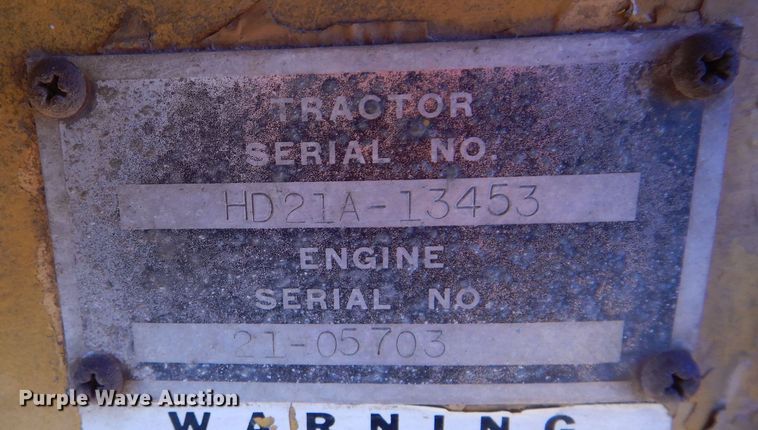 TRACTOR
SERIAL NO.
HD21A-13453
ENGINE
SERIAL NO.
21-05703
Purple Wave Auction
WARNING